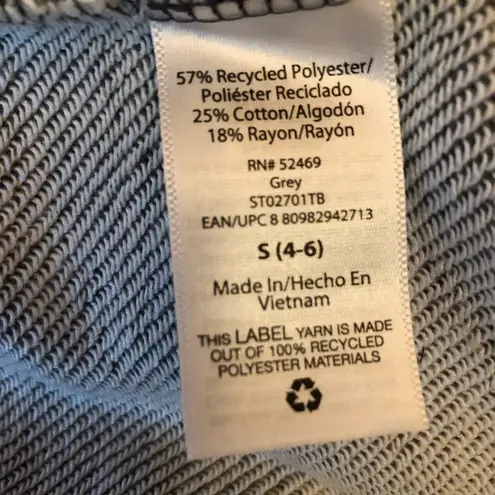 57% Recycled Polyester/
Poliéster Reciclado
25% Cotton/Algodón
18% Rayon/Rayón
RN# 52469
Grey
ST02701TB
EAN/UPC 8 80982942713
S (4-6)
Made In/Hecho En
Vietnam
THIS LABEL YARN IS MADE
OUT OF 100% RECYCLED
POLYESTER MATERIALS